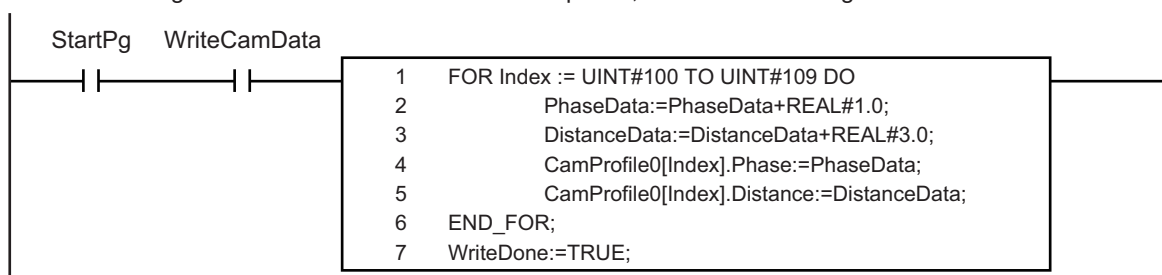 StartPg WriteCamData
1 FOR Index := UINT#100 TO UINT#109 DO
2 PhaseData:=PhaseData+REAL#1.0;
3 DistanceData:=DistanceData+REAL#3.0;
4 CamProfile0[Index].Phase:=PhaseData;
5 CamProfile0[Index].Distance:=DistanceData;
6 END_FOR;
7 WriteDone:=TRUE;